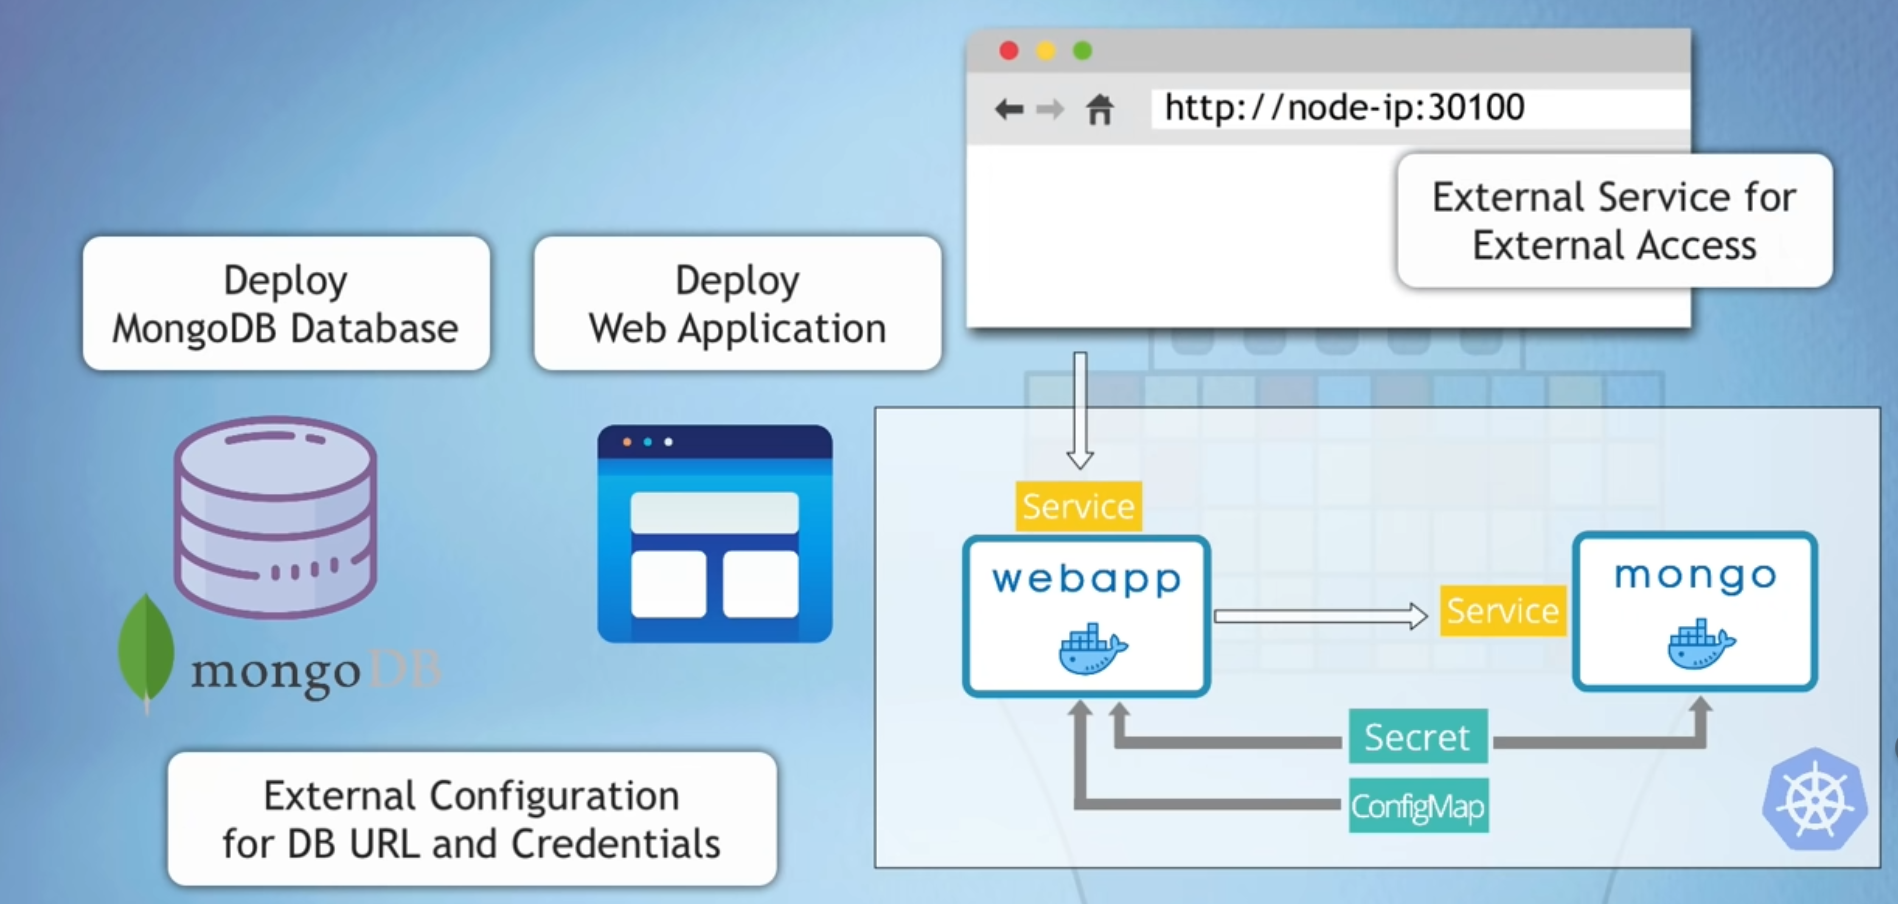 http://node-ip:30100
External Service for
External Access
Deploy
MongoDB Database
Deploy
Web Application
mongoDB
External Configuration
for DB URL and Credentials
Service
webapp
Service
mongo
Secret
ConfigMap